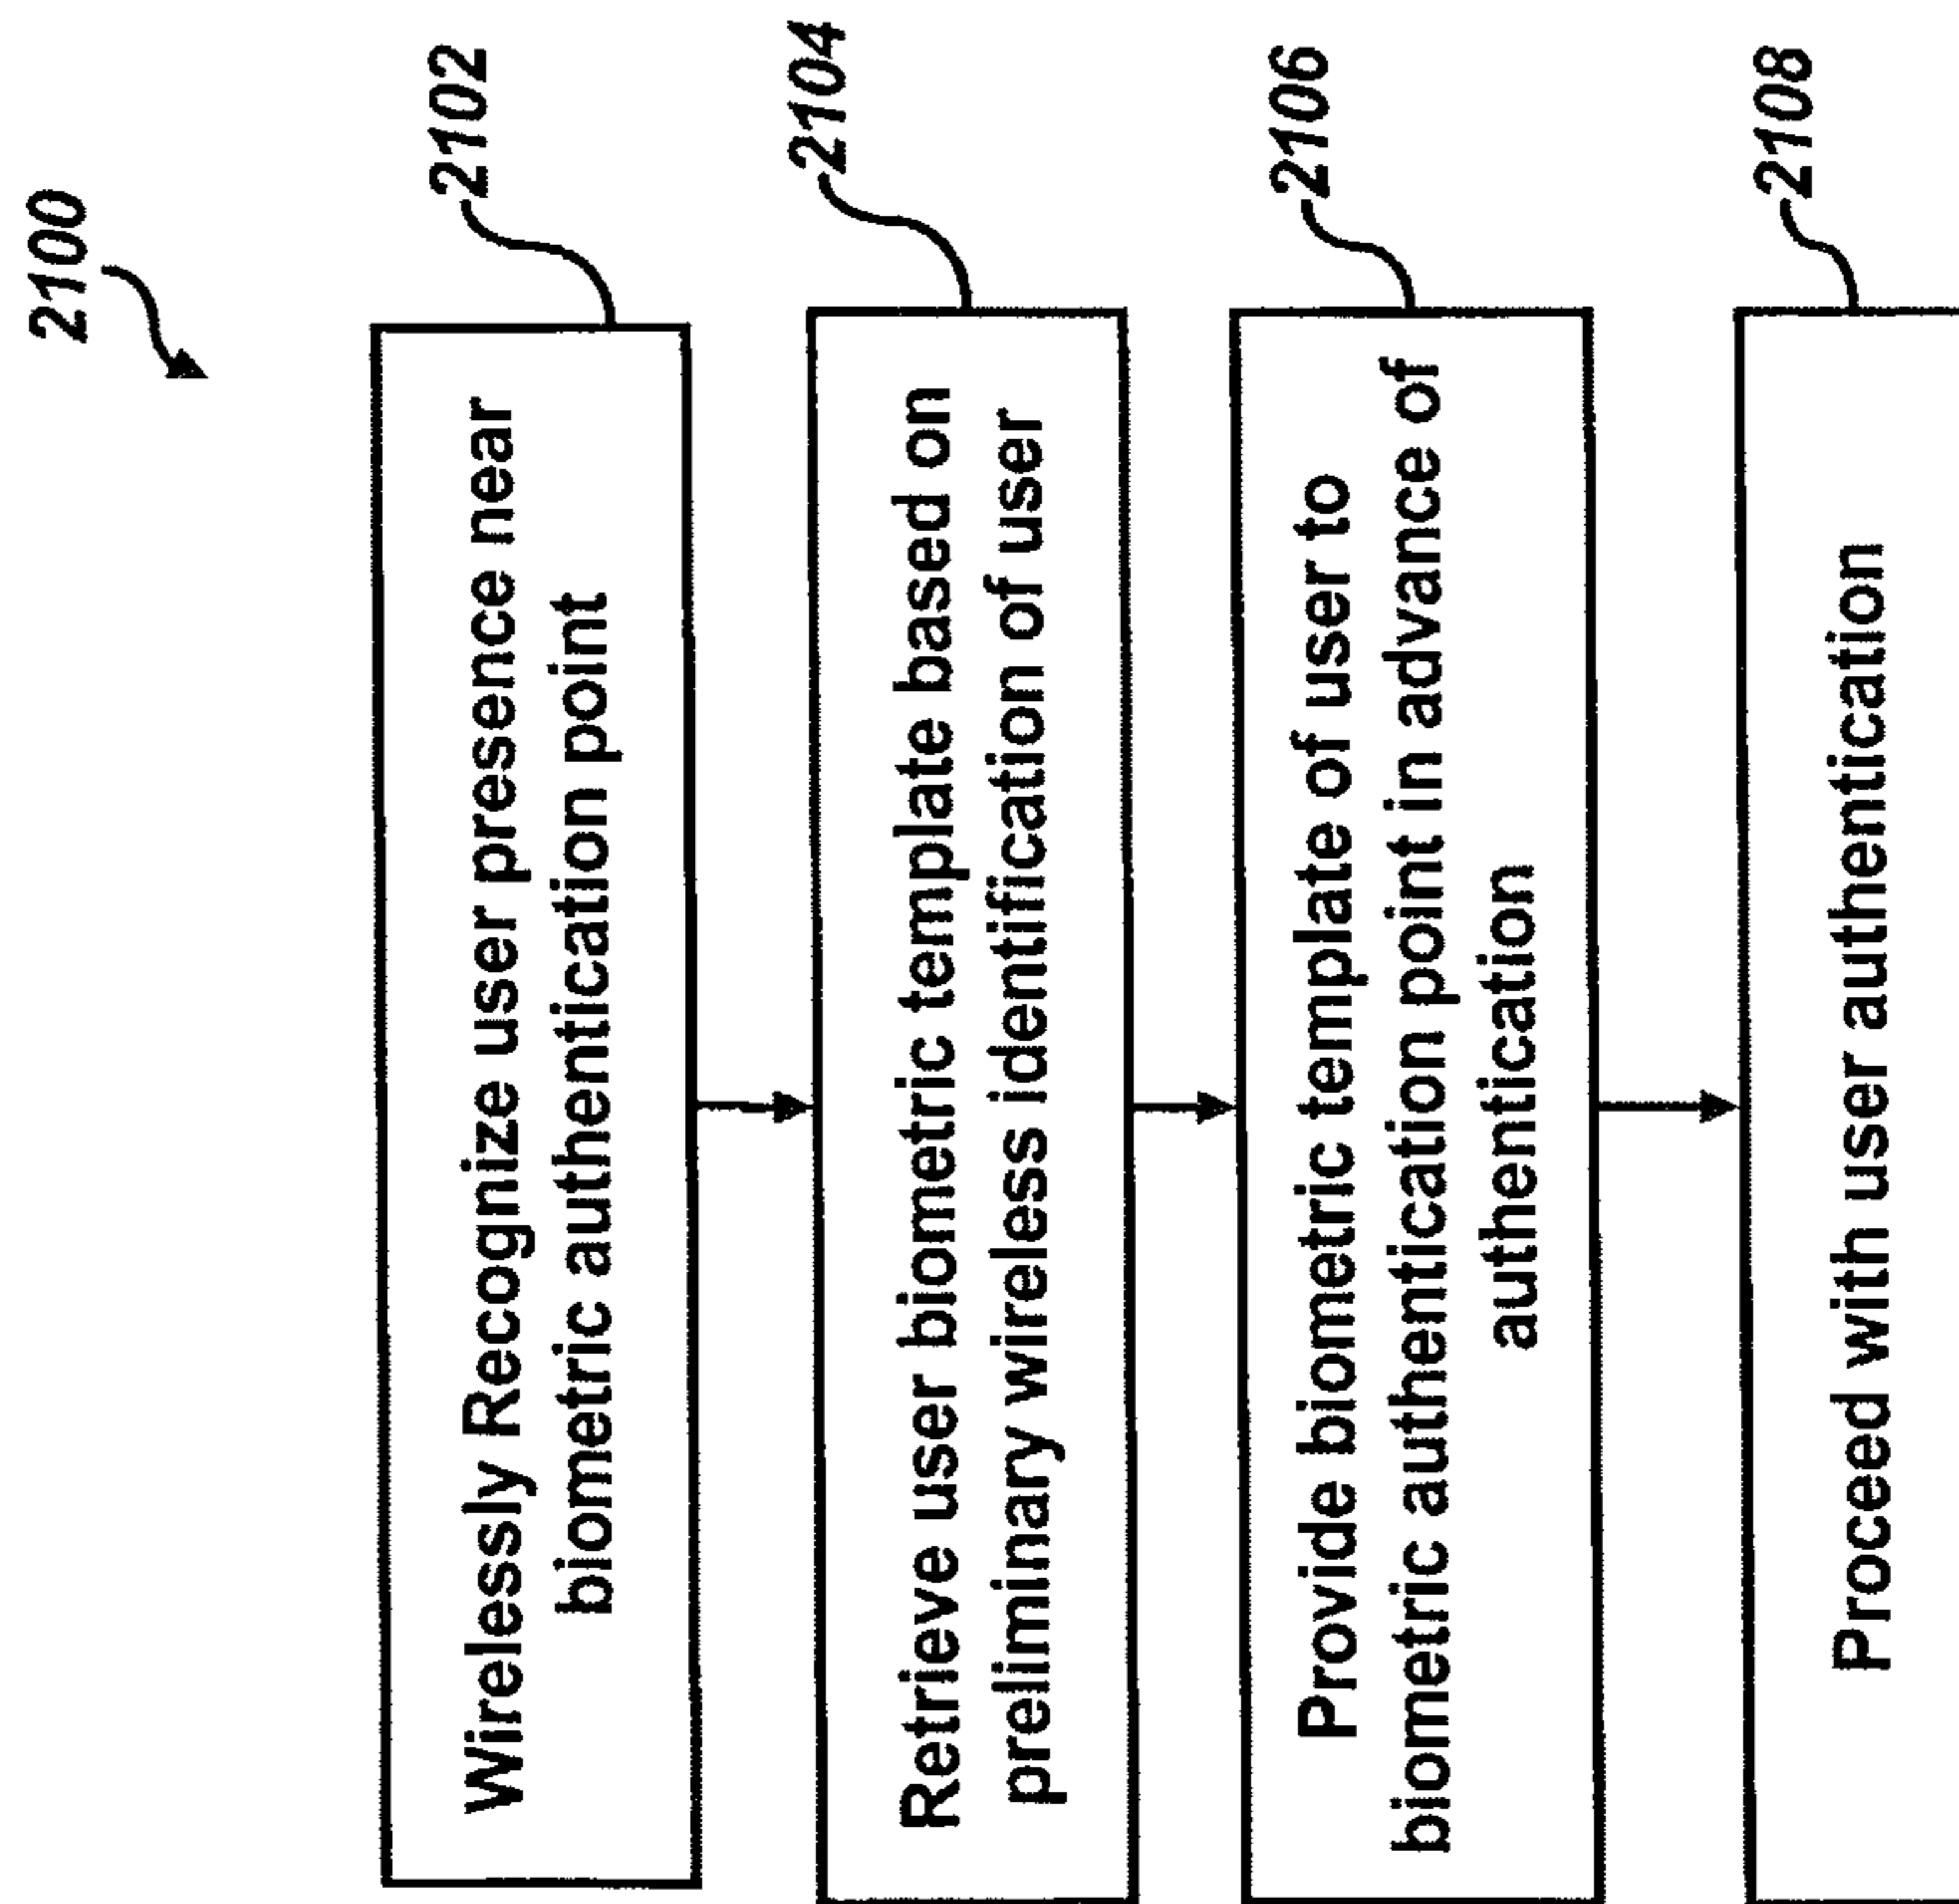 2100
2102
Wirelessly Recognize user presence near
biometric authentication point
2104
Retrieve user biometric template based on
preliminary wireless identification of user
2106
Provide biometric template of user to
biometric authentication point in advance of
authentication
2108
Proceed with user authentication